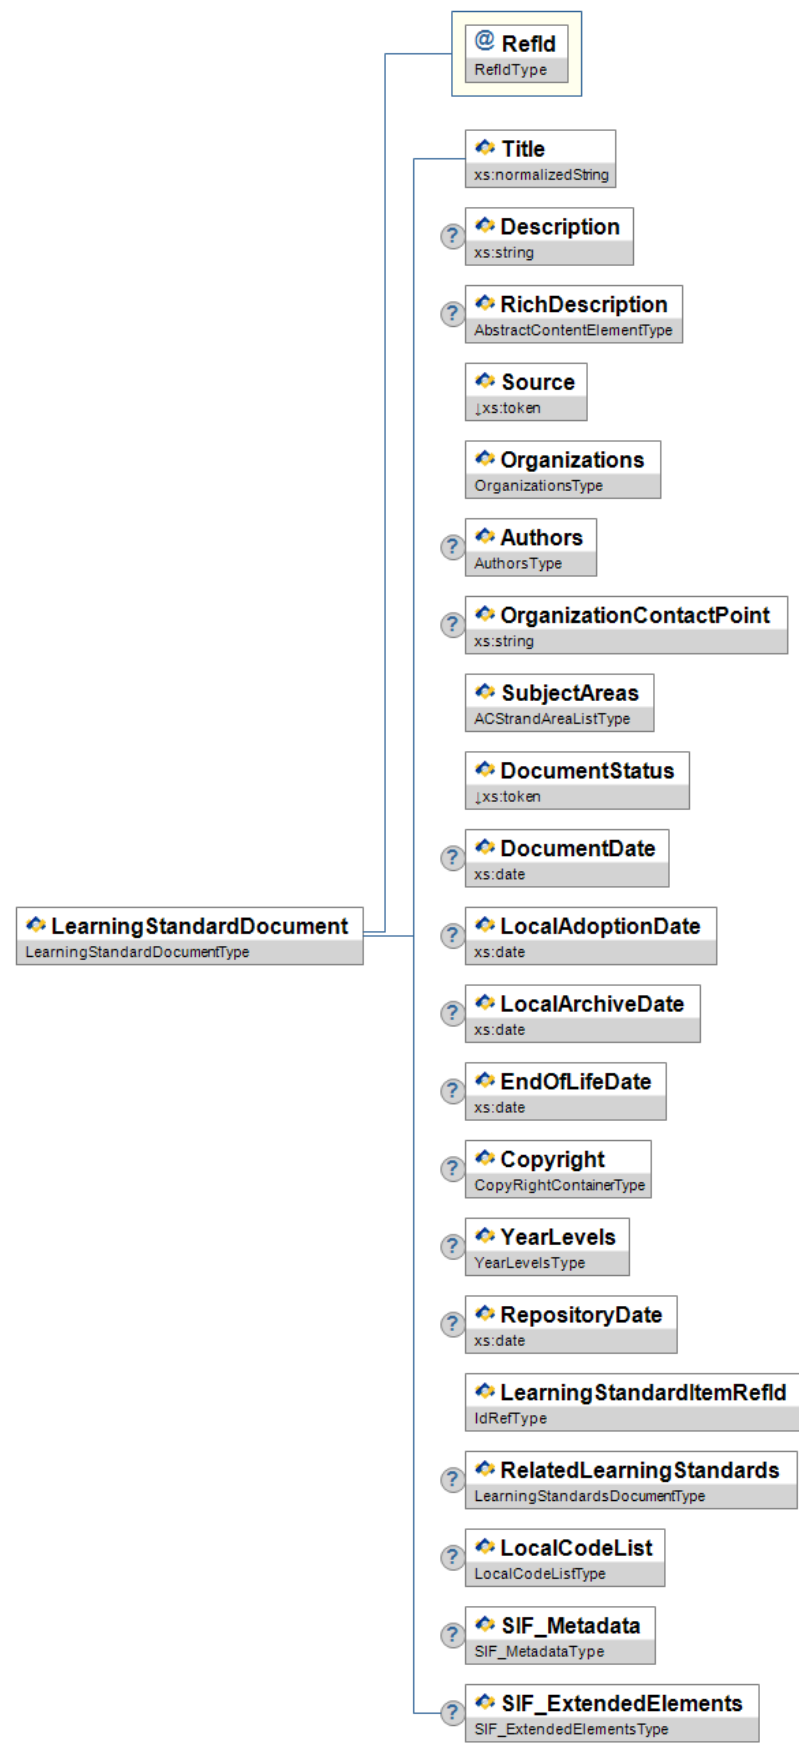 @ RefId
RefIdType
Title
xs:normalizedString
? Description
xs:string
? RichDescription
AbstractContentElementType
Source
↓xs:token
Organizations
OrganizationsType
? Authors
AuthorsType
? OrganizationContactPoint
xs:string
SubjectAreas
ACStrandAreaListType
DocumentStatus
↓xs:token
? DocumentDate
xs:date
LearningStandardDocument
LearningStandardDocumentType
? LocalAdoptionDate
xs:date
? LocalArchiveDate
xs:date
? EndOfLifeDate
xs:date
? Copyright
CopyRightContainerType
? YearLevels
YearLevelsType
? RepositoryDate
xs:date
LearningStandardItemRefId
IdRefType
? RelatedLearningStandards
LearningStandardsDocumentType
? LocalCodeList
LocalCodeListType
? SIF_Metadata
SIF_MetadataType
? SIF_ExtendedElements
SIF_ExtendedElementsType